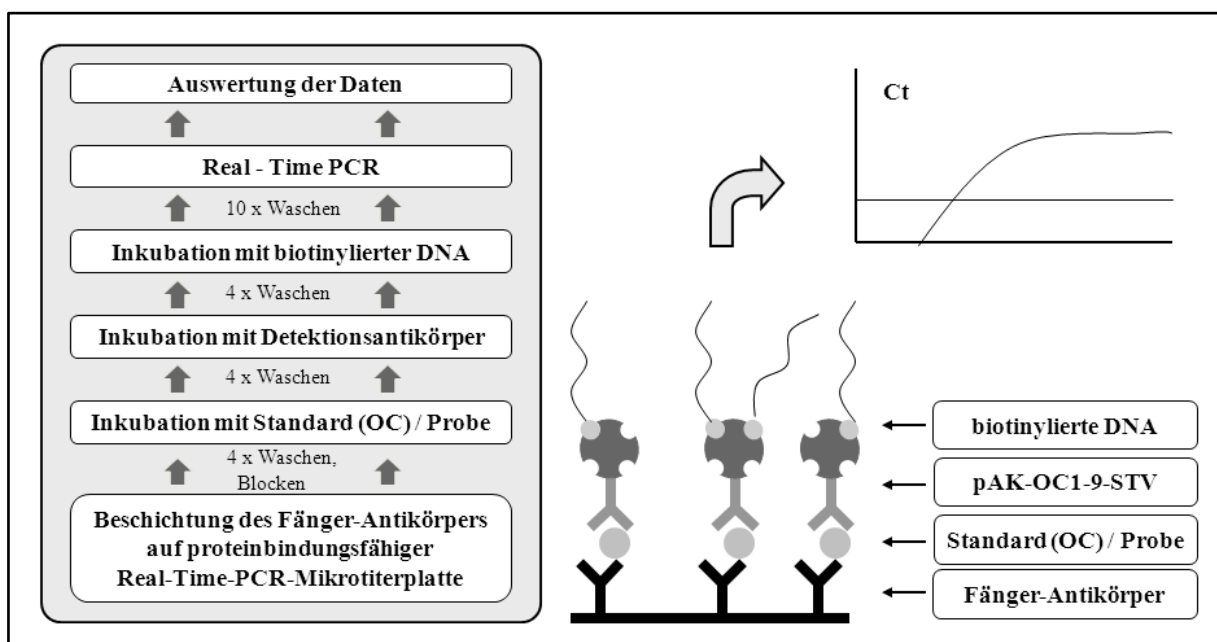 Auswertung der Daten
Real - Time PCR
10 x Waschen
Inkubation mit biotinylierter DNA
4 x Waschen
Inkubation mit Detektionsantikörper
4 x Waschen
Inkubation mit Standard (OC) / Probe
4 x Waschen,
Blocken
Beschichtung des Fänger-Antikörpers
auf proteinbindungsfähiger
Real-Time-PCR-Mikrotiterplatte
Ct
biotinylierte DNA
pAK-OC1-9-STV
Standard (OC) / Probe
Fänger-Antikörper